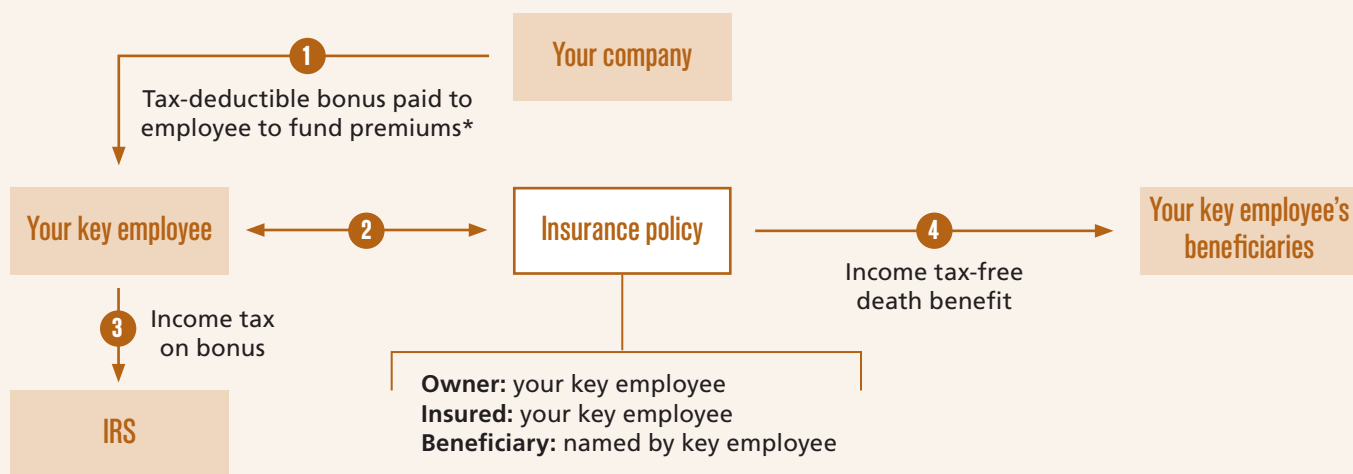 Your company
1
Tax-deductible bonus paid to
employee to fund premiums*
Your key employee
2
Insurance policy
4
Income tax-free
death benefit
Your key employee’s
beneficiaries
3
Income tax
on bonus
IRS
Owner: your key employee
Insured: your key employee
Beneficiary: named by key employee